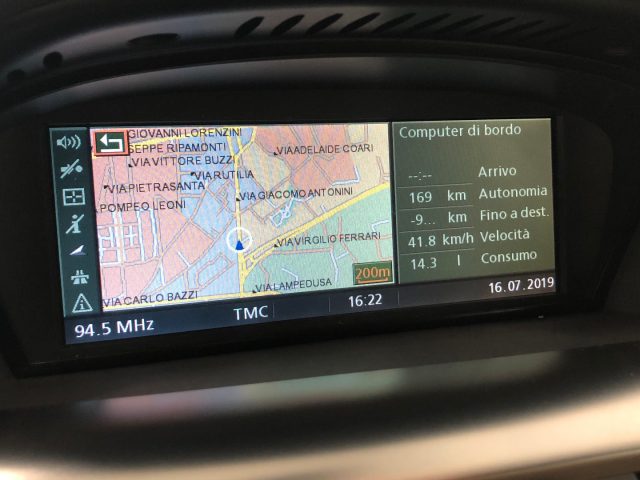 GIOVANNI LORENZINI
SEPPE RIPAMONTI
VIA VITTORE BUZZI
VIA ADELAIDE COARI
VIA RUTILIA
VIA PIETRASANTA
VIA GIACOMO ANTONINI
POMPEO LEONI
VIA VIRGILIO FERRARI
200m
VIA LAMPEDUSA
VIA CARLO BAZZI
Computer di bordo
--:-- Arrivo
169 km Autonomia
-9... km Fino a dest.
41.8 km/h Velocità
14.3 l Consumo
94.5 MHz TMC 16:22 16.07.2019